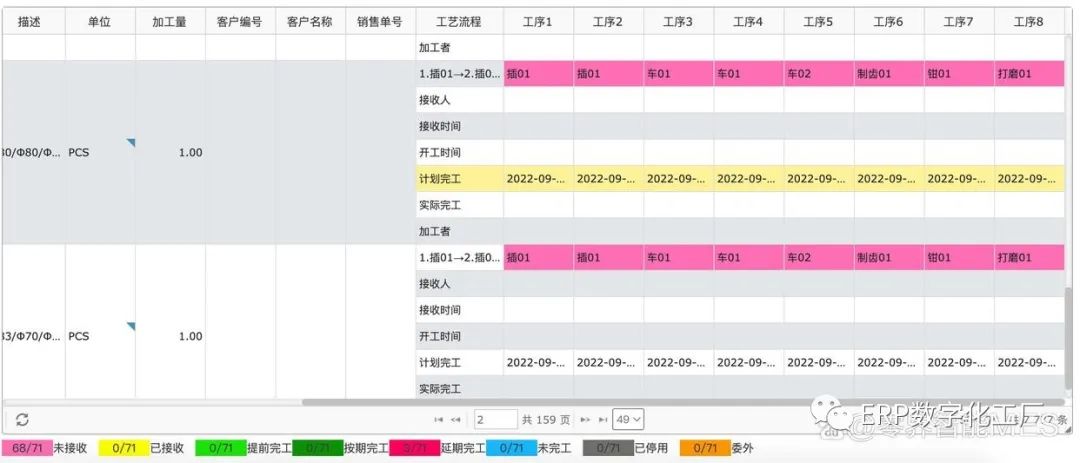 描述 单位 加工量 客户编号 客户名称 销售单号 工艺流程 工序1 工序2 工序3 工序4 工序5 工序6 工序7 工序8
加工者
1.插01→2.插0... 插01 插01 车01 车01 车02 制齿01 钳01 打磨01
接收人
接收时间
开工时间
30/Φ80/Φ... PCS 1.00
计划完工 2022-09-... 2022-09-... 2022-09-... 2022-09-... 2022-09-... 2022-09-... 2022-09-... 2022-09-...
实际完工
加工者
1.插01→2.插0... 插01 插01 车01 车01 车02 制齿01 钳01 打磨01
接收人
接收时间
开工时间
33/Φ70/Φ... PCS 1.00
计划完工 2022-09-... 2022-09-... 2022-09-... 2022-09-... 2022-09-... 2022-09-... 2022-09-... 2022-09-...
实际完工
2 共 159 页 49 条
ERP数字化工厂
68/71 未接收 0/71 已接收 0/71 提前完工 0/71 按期完工 3/71 延期完工 0/71 未完工 0/71 已停用 0/71 委外